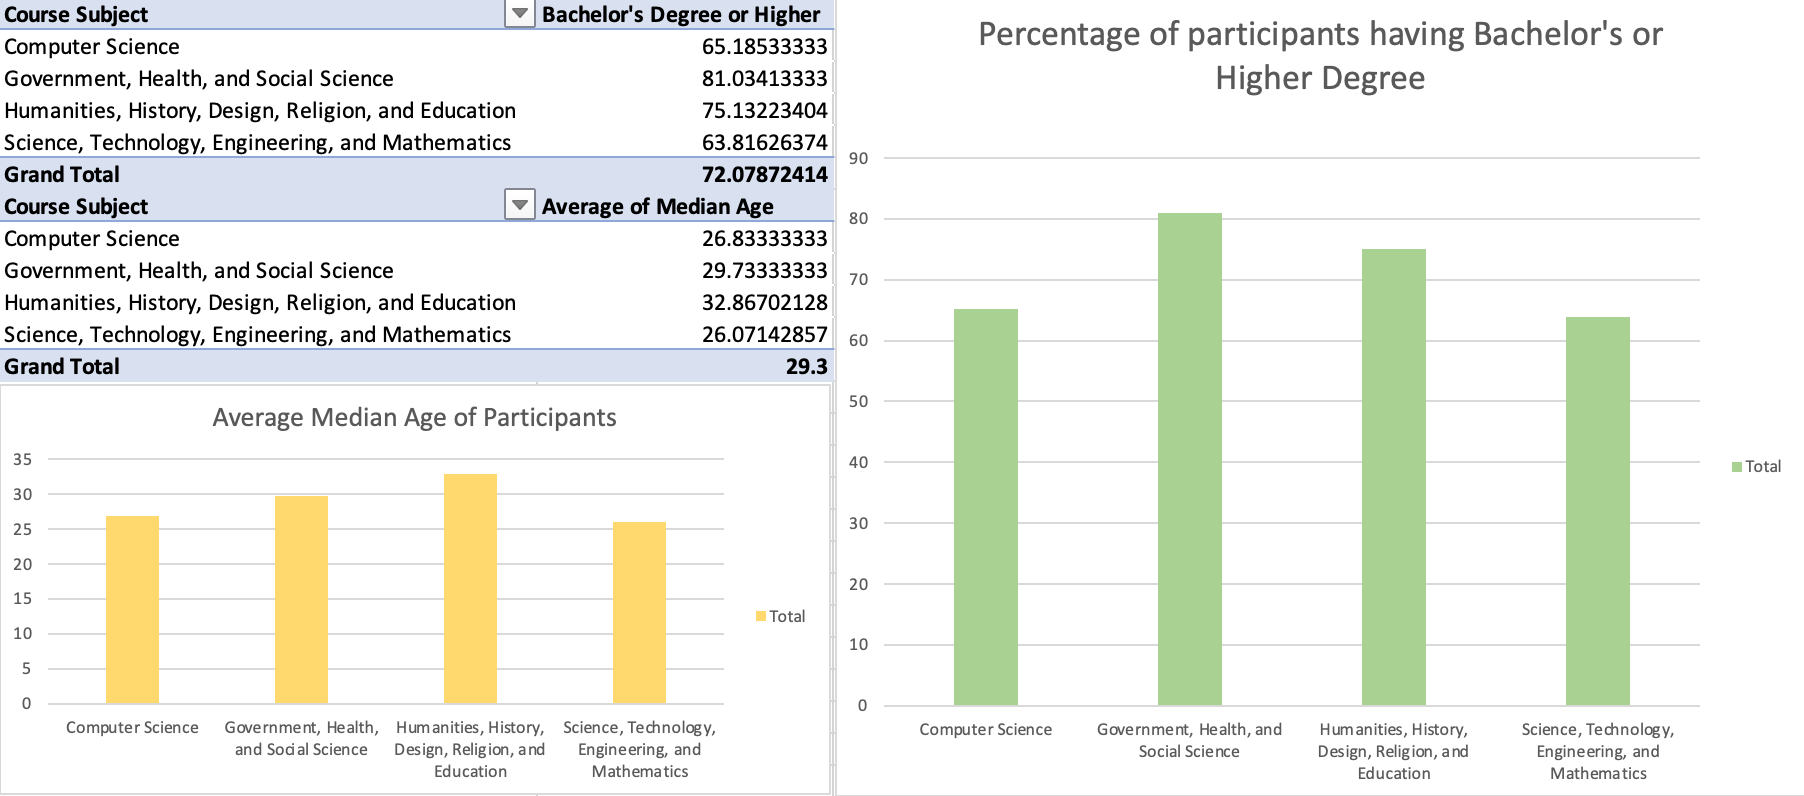 Course Subject Bachelor's Degree or Higher
Computer Science 65.18533333
Government, Health, and Social Science 81.03413333
Humanities, History, Design, Religion, and Education 75.13223404
Science, Technology, Engineering, and Mathematics 63.81626374
Grand Total 72.07872414
Course Subject Average of Median Age
Computer Science 26.83333333
Government, Health, and Social Science 29.73333333
Humanities, History, Design, Religion, and Education 32.86702128
Science, Technology, Engineering, and Mathematics 26.07142857
Grand Total 29.3
Average Median Age of Participants
35
30
25
20
15
10
5
0
Computer Science
Government, Health,
and Social Science
Humanities, History,
Design, Religion, and
Education
Science, Technology,
Engineering, and
Mathematics
Total
Percentage of participants having Bachelor's or
Higher Degree
90
80
70
60
50
40
30
20
10
0
Computer Science
Government, Health, and
Social Science
Humanities, History,
Design, Religion, and
Education
Science, Technology,
Engineering, and
Mathematics
Total